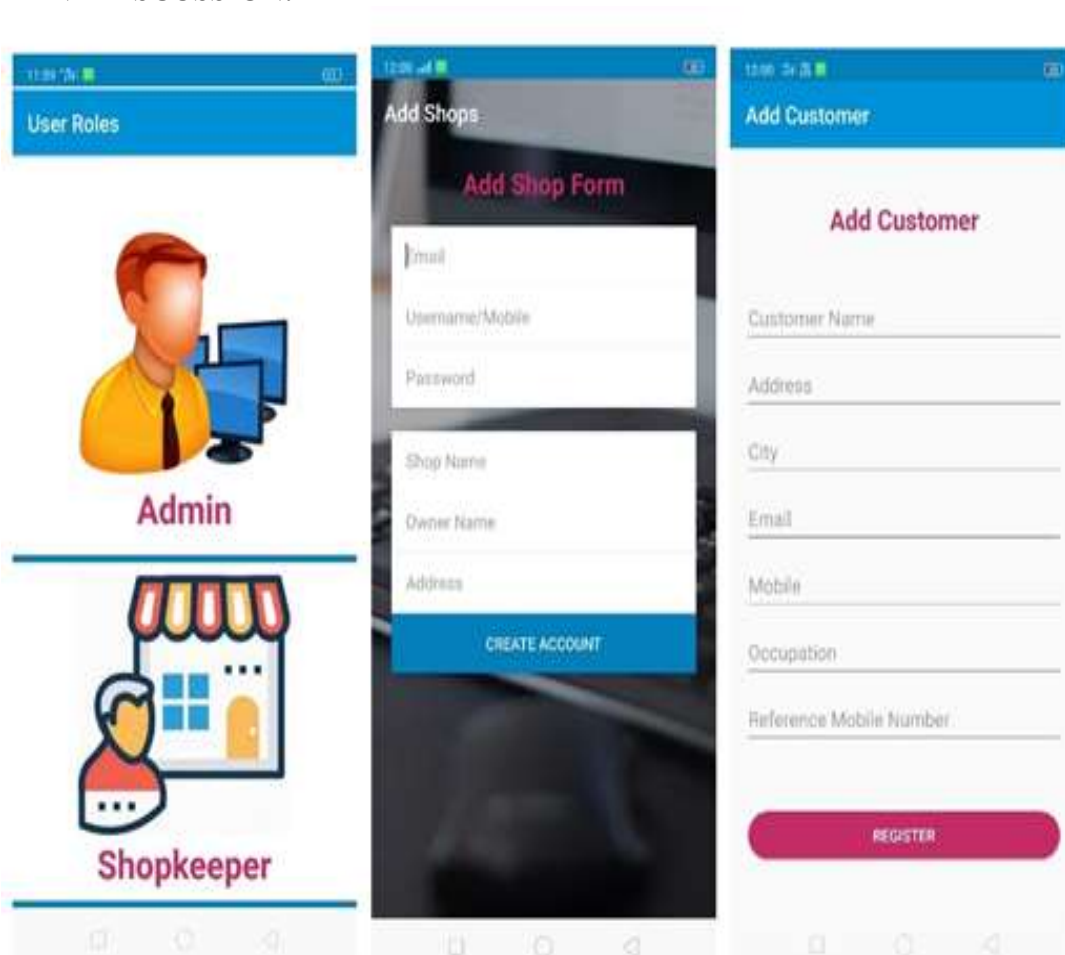 User Roles
Admin
Shopkeeper
Add Shops
Add Shop Form
Email
Username/Mobile
Password
Shop Name
Owner Name
Address
CREATE ACCOUNT
Add Customer
Add Customer
Customer Name
Address
City
Email
Mobile
Occupation
Reference Mobile Number
REGISTER